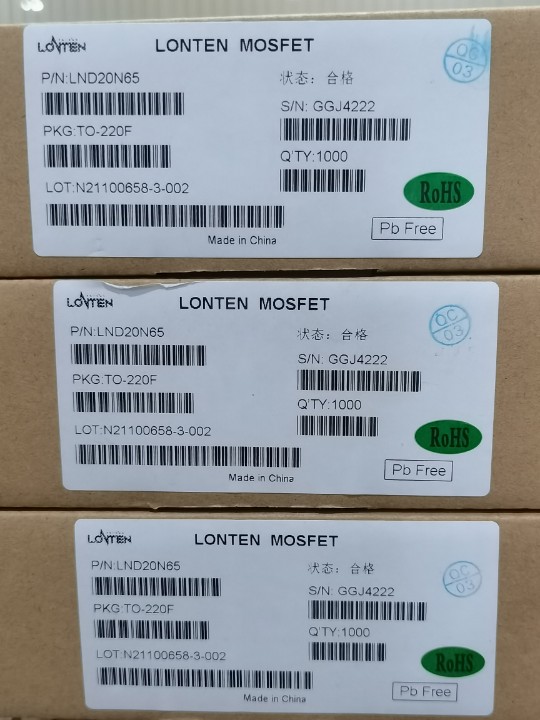 LONTEN
LONTEN MOSFET
QC
03
P/N:LND20N65
状态：合格
S/N: GGJ4222
PKG:TO-220F
Q'TY:1000
LOT:N21100658-3-002
RoHS
Pb Free
Made in China
LONTEN
LONTEN MOSFET
QC
03
P/N:LND20N65
状态：合格
S/N: GGJ4222
PKG:TO-220F
Q'TY:1000
LOT:N21100658-3-002
RoHS
Pb Free
Made in China
LONTEN
LONTEN MOSFET
QC
03
P/N:LND20N65
状态：合格
S/N: GGJ4222
PKG:TO-220F
Q'TY:1000
LOT:N21100658-3-002
RoHS
Pb Free
Made in China